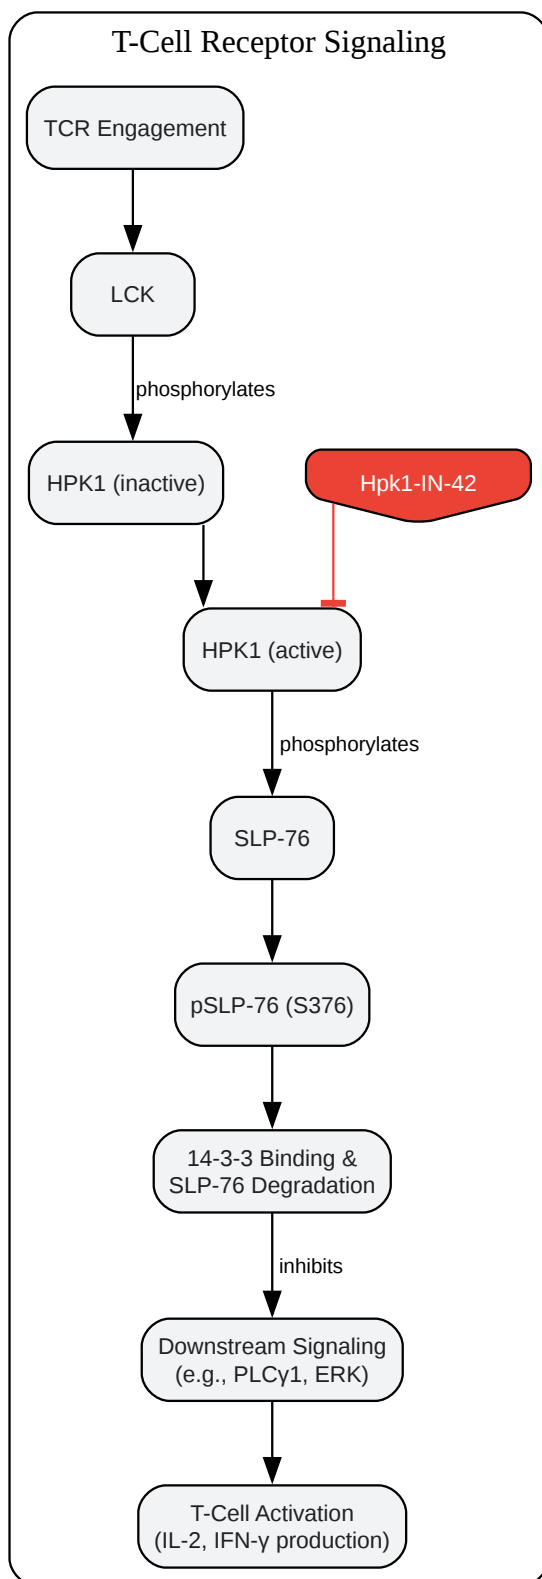 T-Cell Receptor Signaling
TCR Engagement
LCK
phosphorylates
HPK1 (inactive)
Hpk1-IN-42
HPK1 (active)
phosphorylates
SLP-76
pSLP-76 (S376)
14-3-3 Binding &
SLP-76 Degradation
inhibits
Downstream Signaling
(e.g., PLCγ1, ERK)
T-Cell Activation
(IL-2, IFN-γ production)